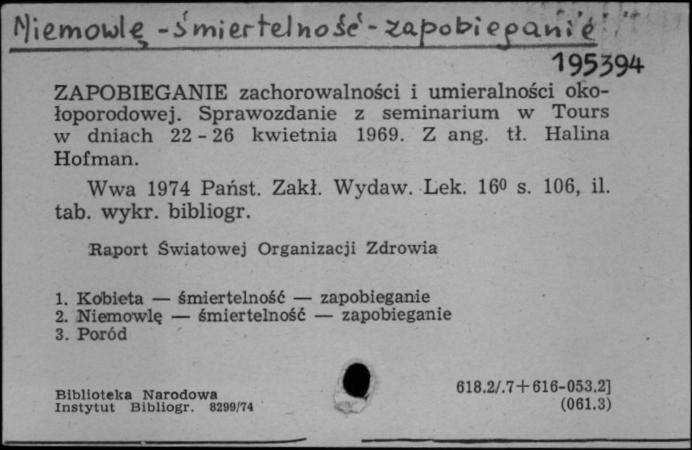 Niemowlę - śmiertelność - zapobieganie
195394
ZAPOBIEGANIE zachorowalności i umieralności oko-
łoporodowej. Sprawozdanie z seminarium w Tours
w dniach 22 - 26 kwietnia 1969. Z ang. tł. Halina
Hofman.
Wwa 1974 Państ. Zakł. Wydaw. Lek. 16⁰ s. 106, il.
tab. wykr. bibliogr.
Raport Światowej Organizacji Zdrowia
1. Kobieta — śmiertelność — zapobieganie
2. Niemowlę — śmiertelność — zapobieganie
3. Poród
Biblioteka Narodowa
Instytut Bibliogr. 8299/74
618.2/.7+616-053.2]
(061.3)